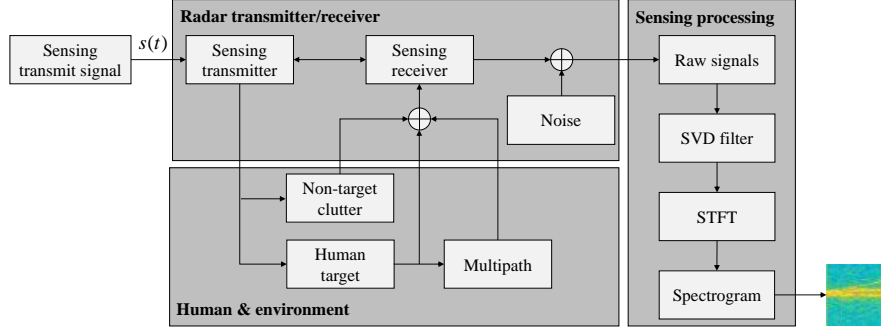 Radar transmitter/receiver
Sensing processing
Sensing
transmit signal
s(t)
Sensing
transmitter
Sensing
receiver
Noise
Raw signals
SVD filter
STFT
Spectrogram
Non-target
clutter
Human
target
Multipath
Human & environment